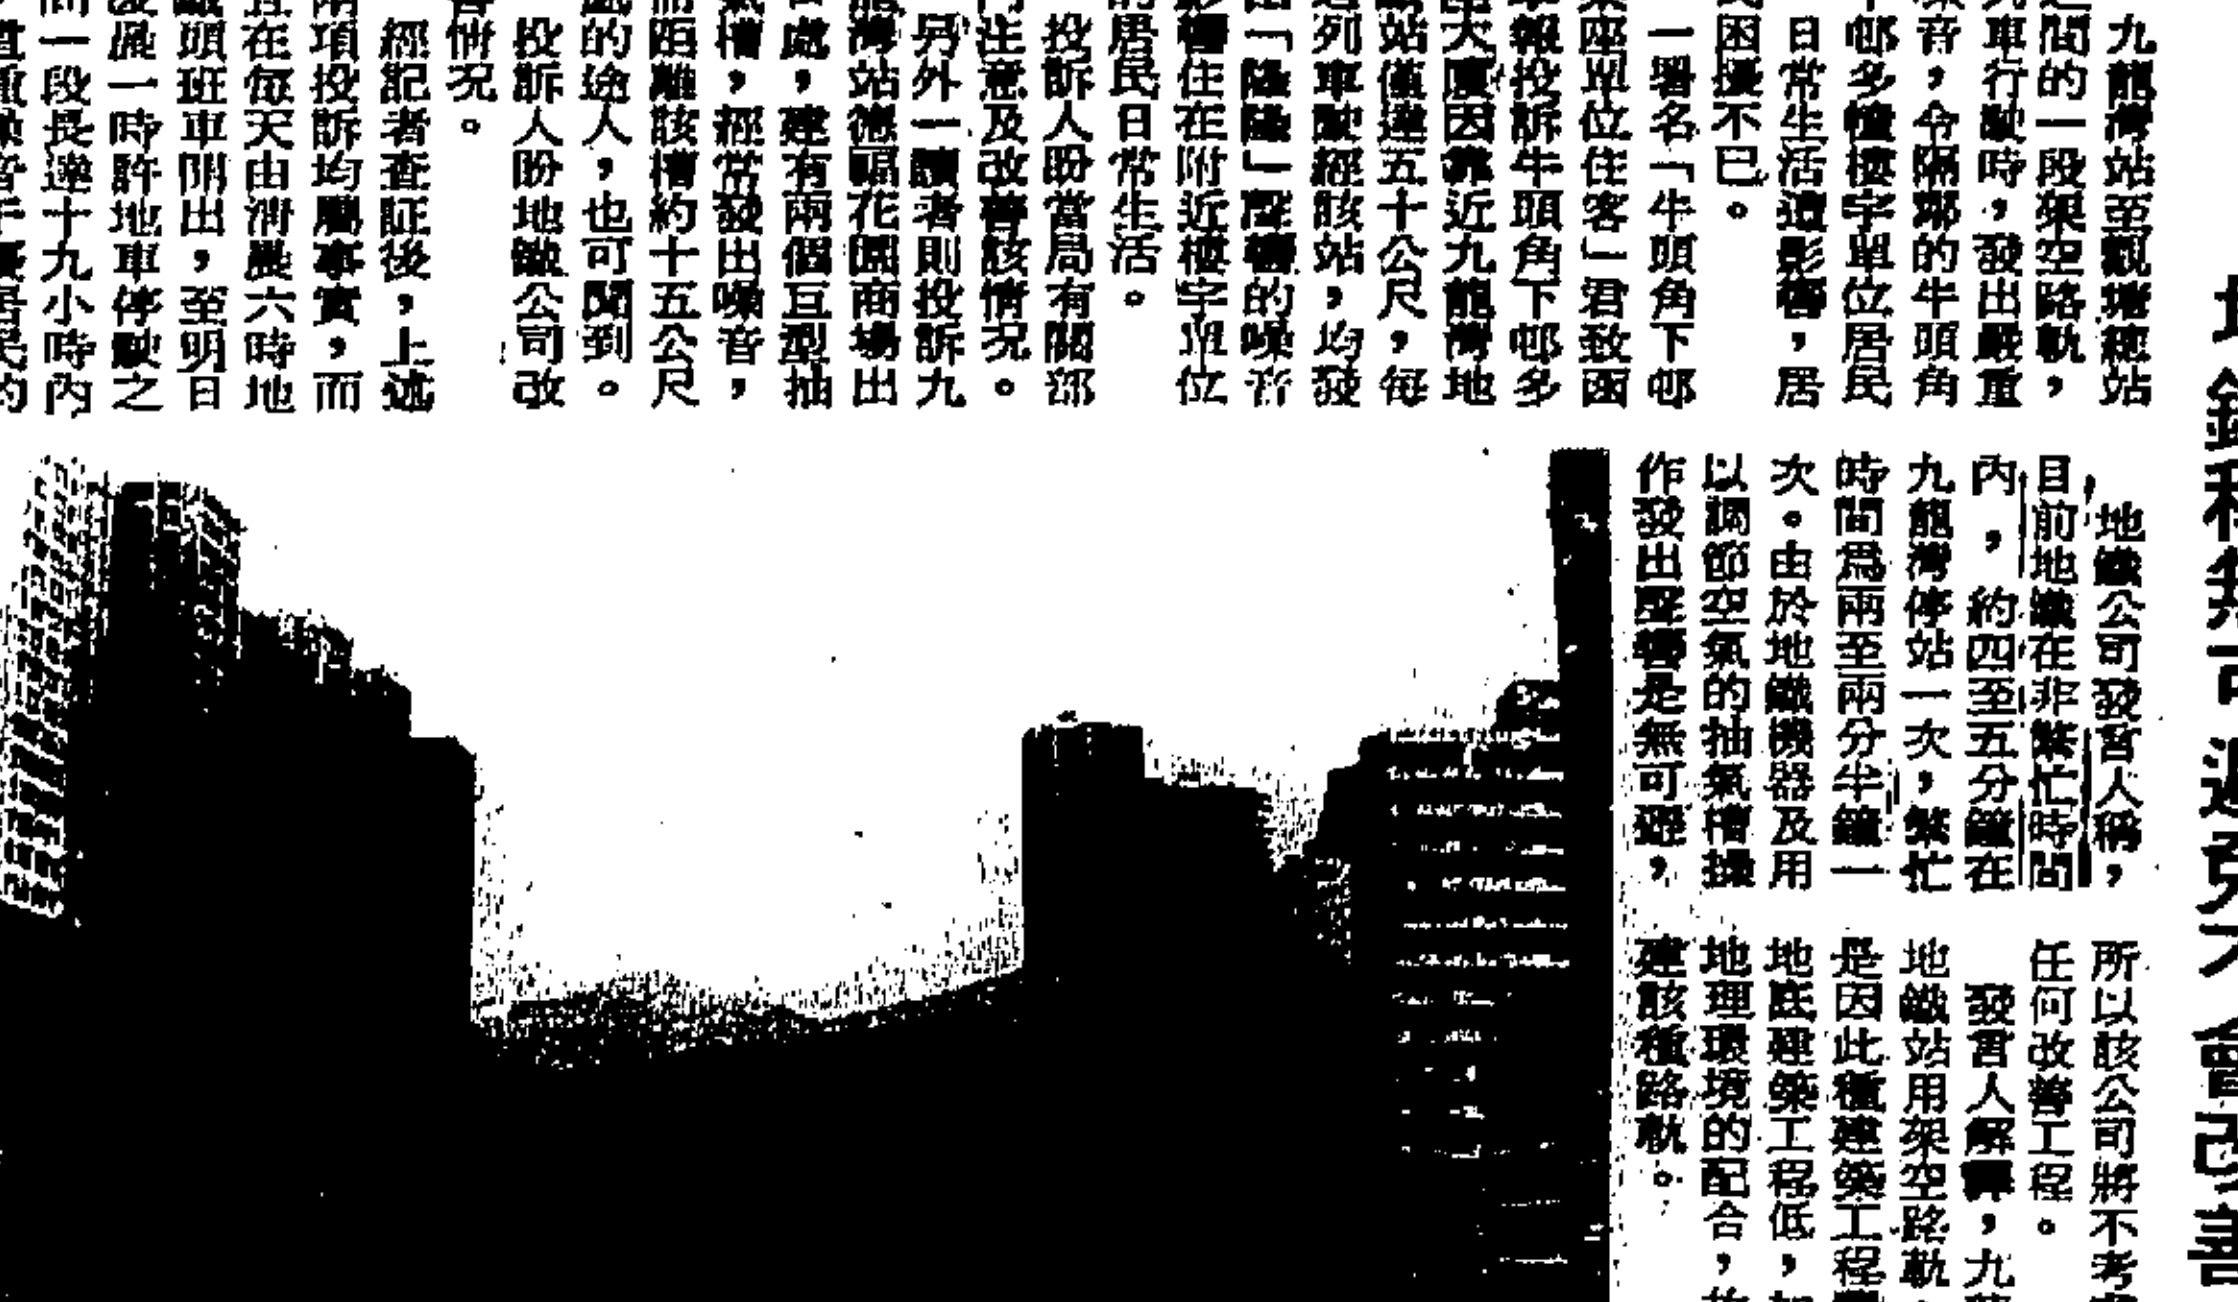 九龍灣站至觀塘總站
之間的一段架空路軌，
列車行駛時，發出嚴重
噪音，令隔鄰的牛頭角
下邨多幢樓宇單位居民
日常生活遭影響，居
民困擾不已。
一署名「牛頭角下邨
某座單位住客」君致函
本報投訴牛頭角下邨多
座大廈因靠近九龍灣地
鐵站僅達五十公尺，每
當列車駛經該站，均發
出「隆隆」聲響的噪音
影響住在附近樓宇單位
的居民日常生活。
投訴人盼當局有關部
門注意及改善該情况。
另外一讀者則投訴九
龍灣站德福花園商場出
口處，建有兩個巨型抽
氣槽，經常發出噪音，
而距離該槽約十五公尺
處的途人，也可聞到。
投訴人盼地鐵公司改
善情况。
經記者查証後，上述
兩項投訴均屬事實，而
且在每天由清晨六時地
鐵頭班車開出，至明日
凌晨一時許地車停駛之
間一段長達十九小時內
地鐵公司發言人稱，
目前地鐵在非繁忙時間
內，約四至五分鐘在
九龍灣停站一次，繁忙
時間爲兩至兩分半鐘一
次。由於地鐵機器及用
以調節空氣的抽氣槽操
作發出聲響是無可避，
所以該公司將不考
任何改善工程。
發言人解釋，九
地鐵站用架空路軌
是因此種建築工程
地底建築工程低，
地理環境的配合，
建該種路軌。